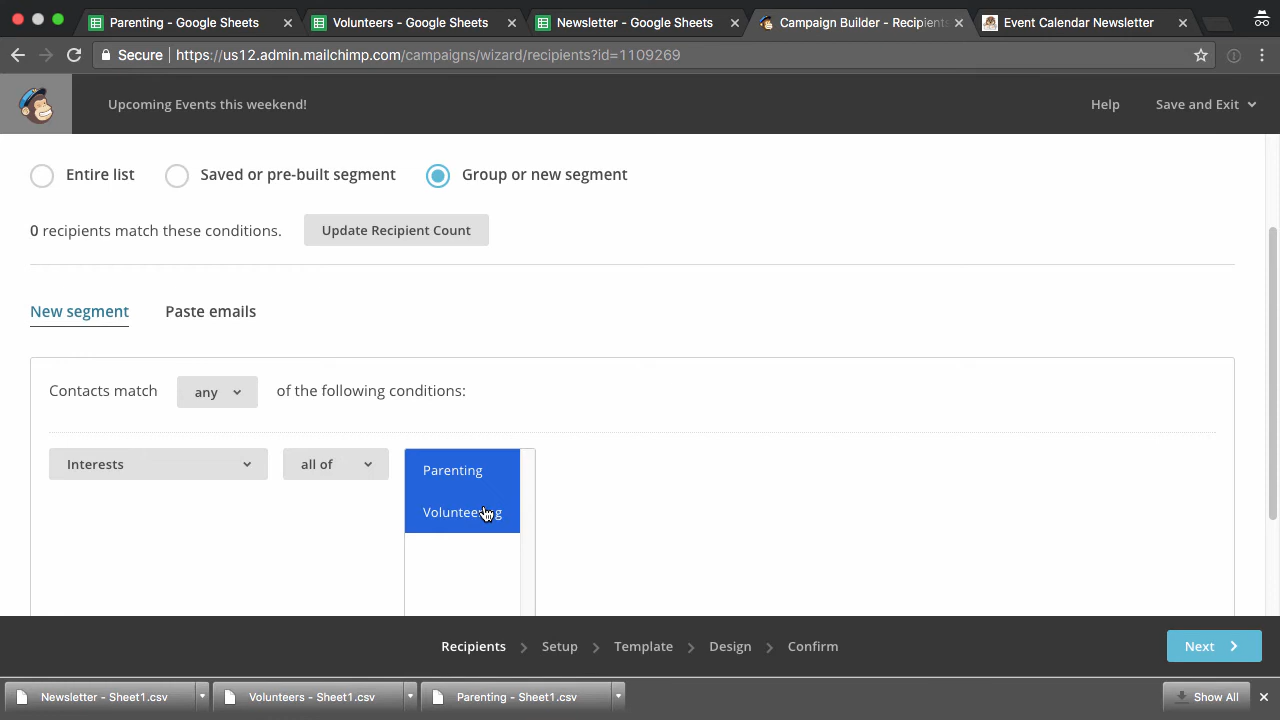 Parenting - Google Sheets
Volunteers - Google Sheets
Newsletter - Google Sheets
Campaign Builder - Recipients
Event Calendar Newsletter
Secure
https://us12.admin.mailchimp.com/campaigns/wizard/recipients?id=1109269
Upcoming Events this weekend!
Help
Save and Exit
Entire list
Saved or pre-built segment
Group or new segment
0 recipients match these conditions.
Update Recipient Count
New segment
Paste emails
Contacts match any of the following conditions:
Interests
all of
Parenting
Volunteering
Recipients
Setup
Template
Design
Confirm
Next
Newsletter - Sheet1.csv
Volunteers - Sheet1.csv
Parenting - Sheet1.csv
Show All